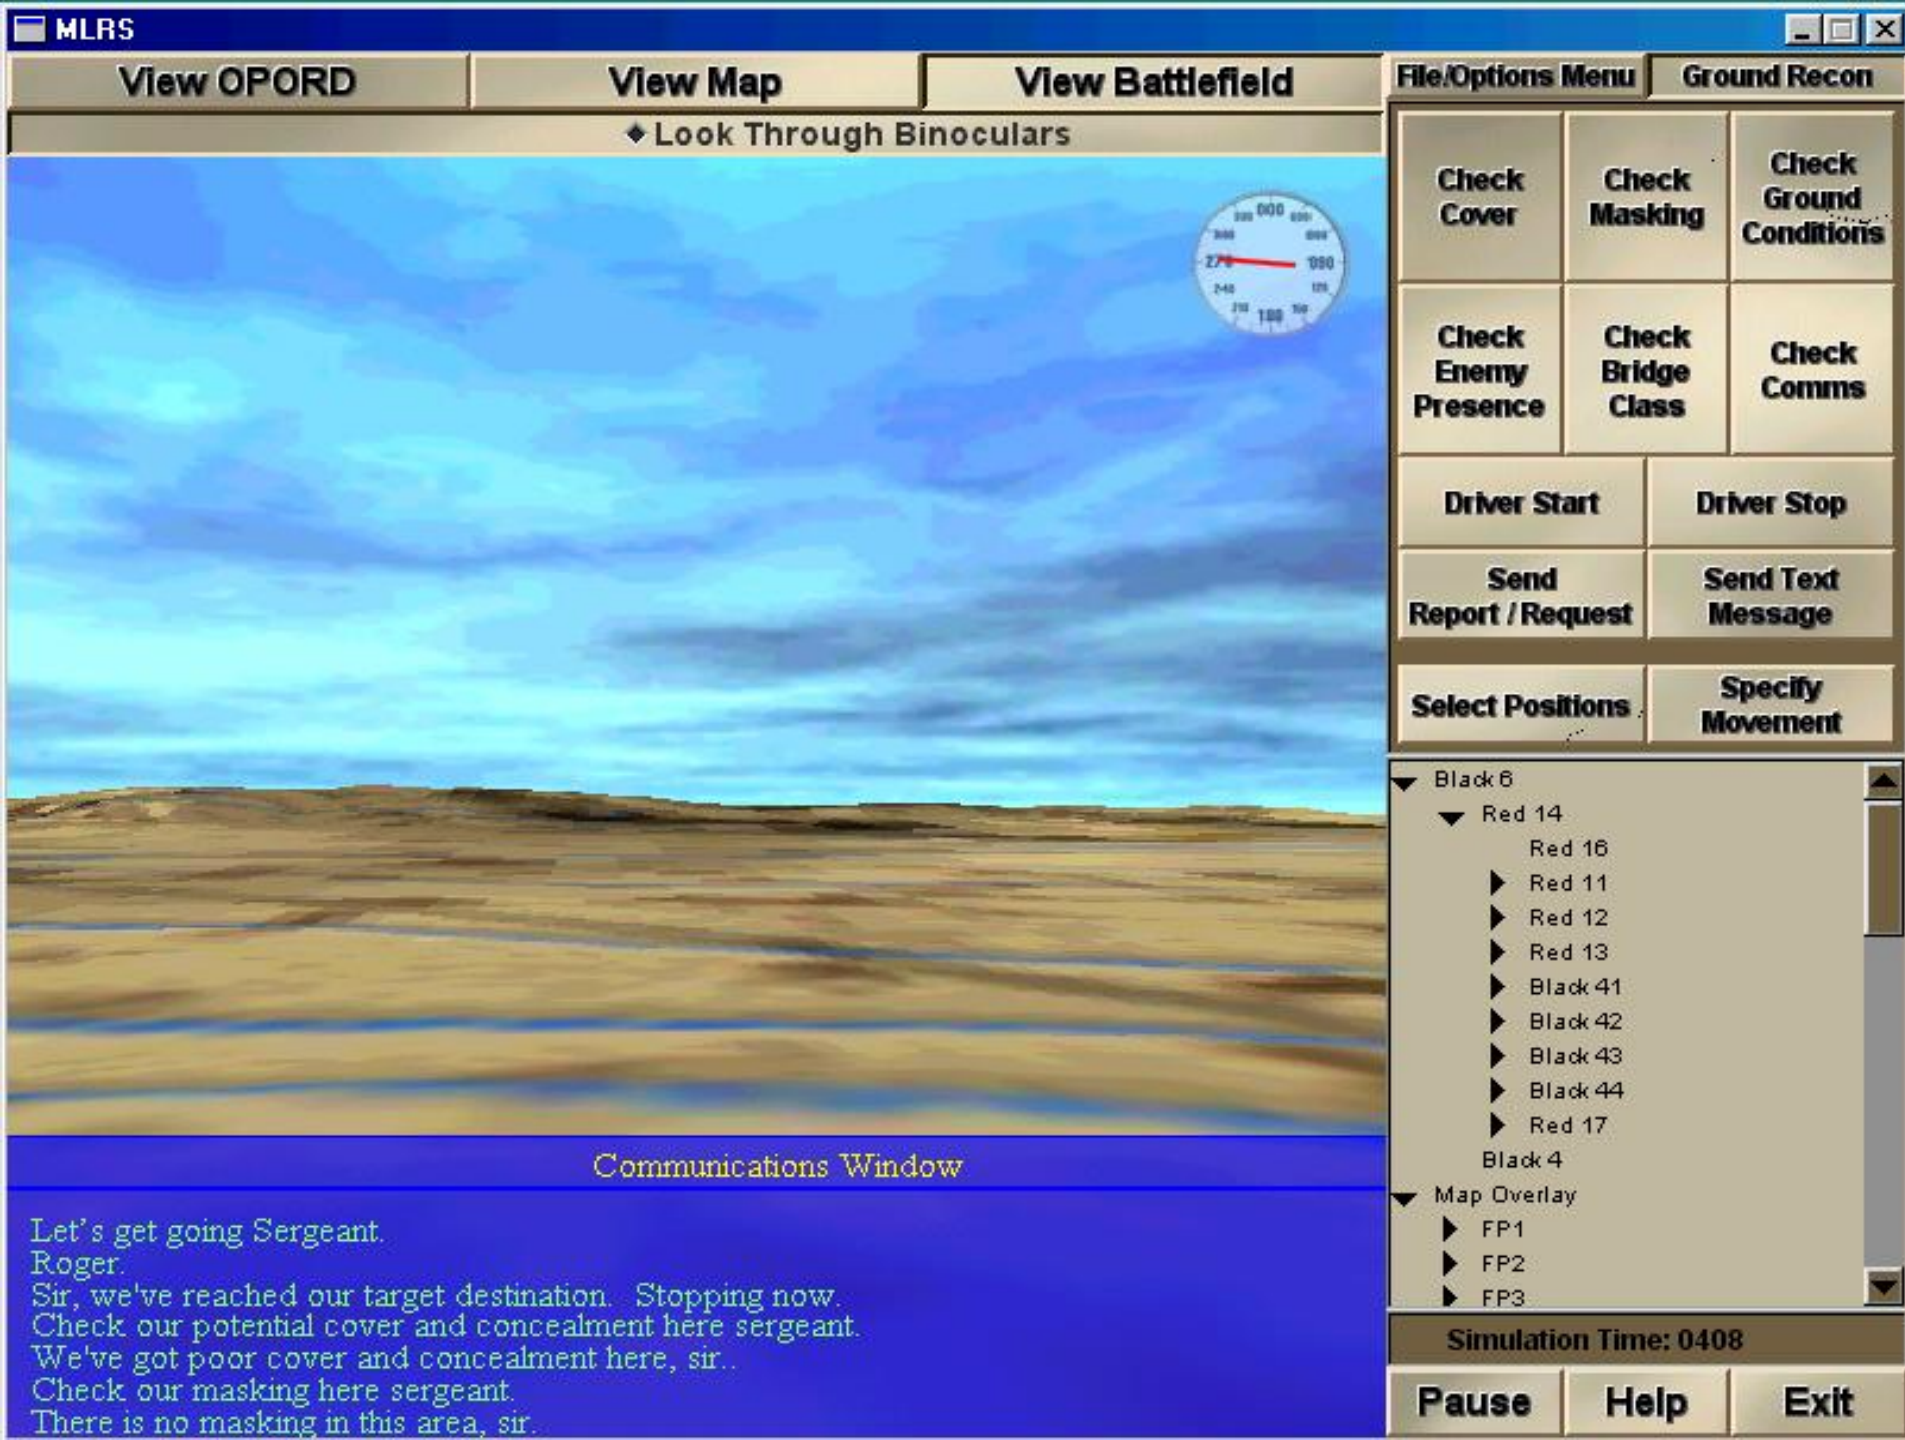 MLRS
View OPORD
View Map
View Battlefield
File/Options Menu
Ground Recon
Look Through Binoculars
000
090
180
240
210
Check
Cover
Check
Masking
Check
Ground
Conditions
Check
Enemy
Presence
Check
Bridge
Class
Check
Comms
Driver Start
Driver Stop
Send
Report / Request
Send Text
Message
Select Positions
Specify
Movement
Black 6
Red 14
Red 16
Red 11
Red 12
Red 13
Black 41
Black 42
Black 43
Black 44
Red 17
Black 4
Map Overlay
FP1
FP2
FP3
Communications Window
Let's get going Sergeant.
Roger.
Sir, we've reached our target destination.  Stopping now.
Check our potential cover and concealment here sergeant.
We've got poor cover and concealment here, sir..
Check our masking here sergeant.
There is no masking in this area, sir.
Simulation Time: 0408
Pause
Help
Exit